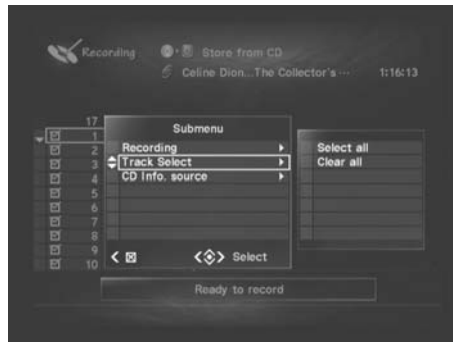 Recording Store from CD
Celine Dion...The Collector's ··· 1:16:13
17
1
2
3
4
5
6
7
8
9
10
Submenu
Recording
Track Select
CD Info. source
Select
Select all
Clear all
Ready to record